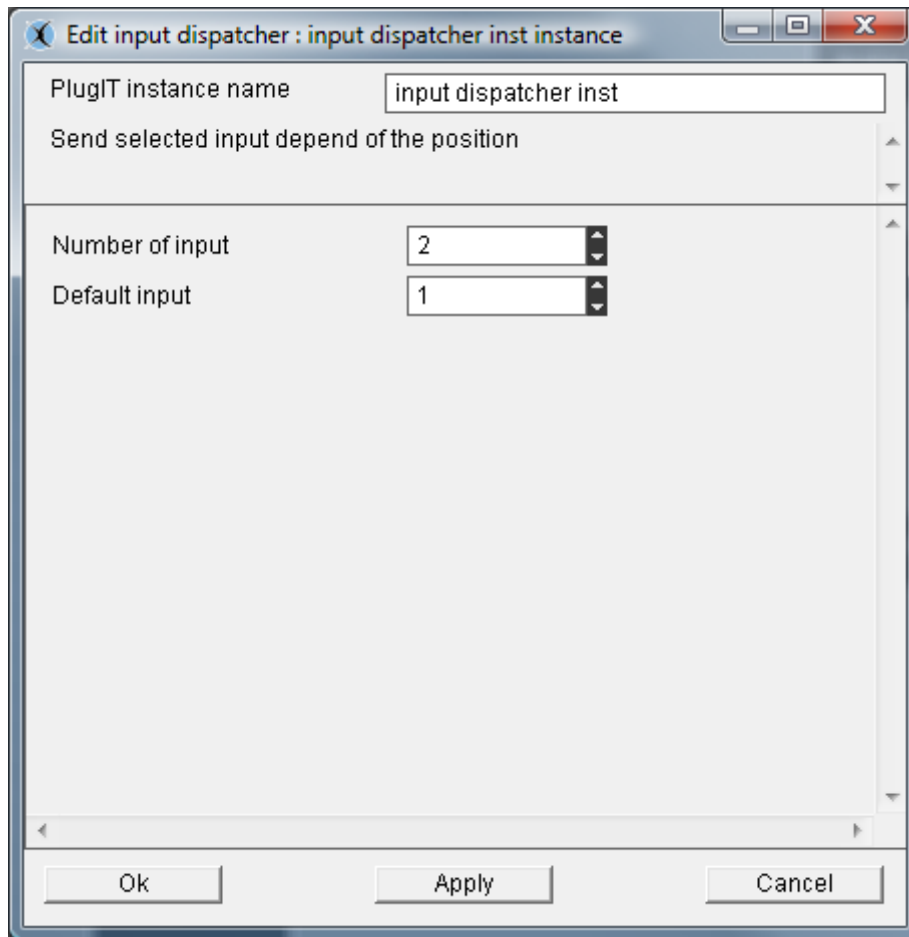 Edit input dispatcher : input dispatcher inst instance
PlugIT instance name input dispatcher inst
Send selected input depend of the position
Number of input 2
Default input 1
Ok Apply Cancel